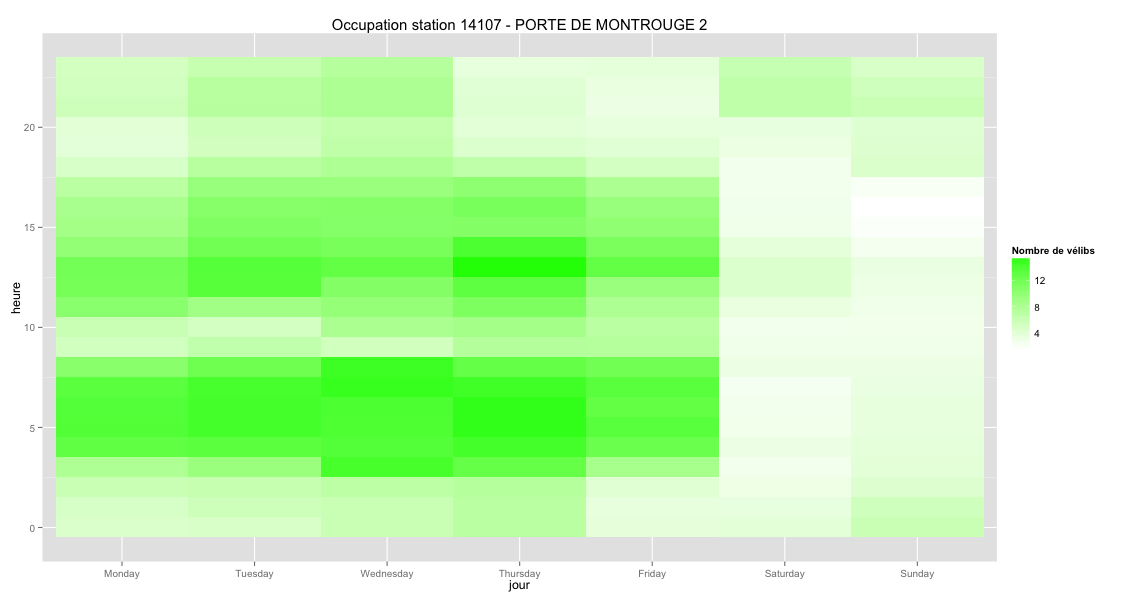 Occupation station 14107 - PORTE DE MONTROUGE 2
heure
20
15
10
5
0
Monday Tuesday Wednesday Thursday Friday Saturday Sunday
jour
Nombre de vélibs
12
8
4